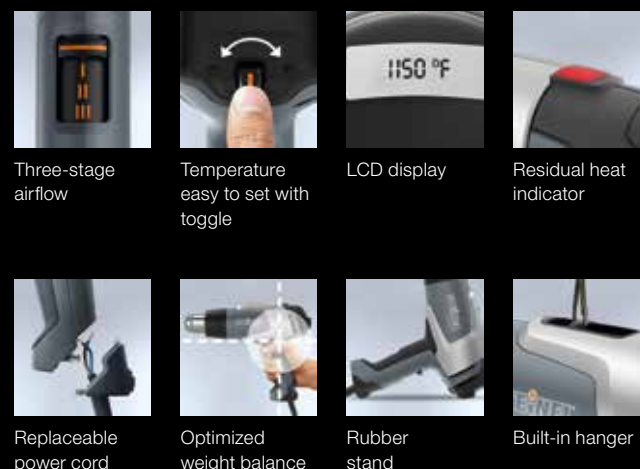 1150 °F
Three-stage
airflow
Temperature
easy to set with
toggle
LCD display
Residual heat
indicator
Replaceable
power cord
Optimized
weight balance
Rubber
stand
Built-in hanger